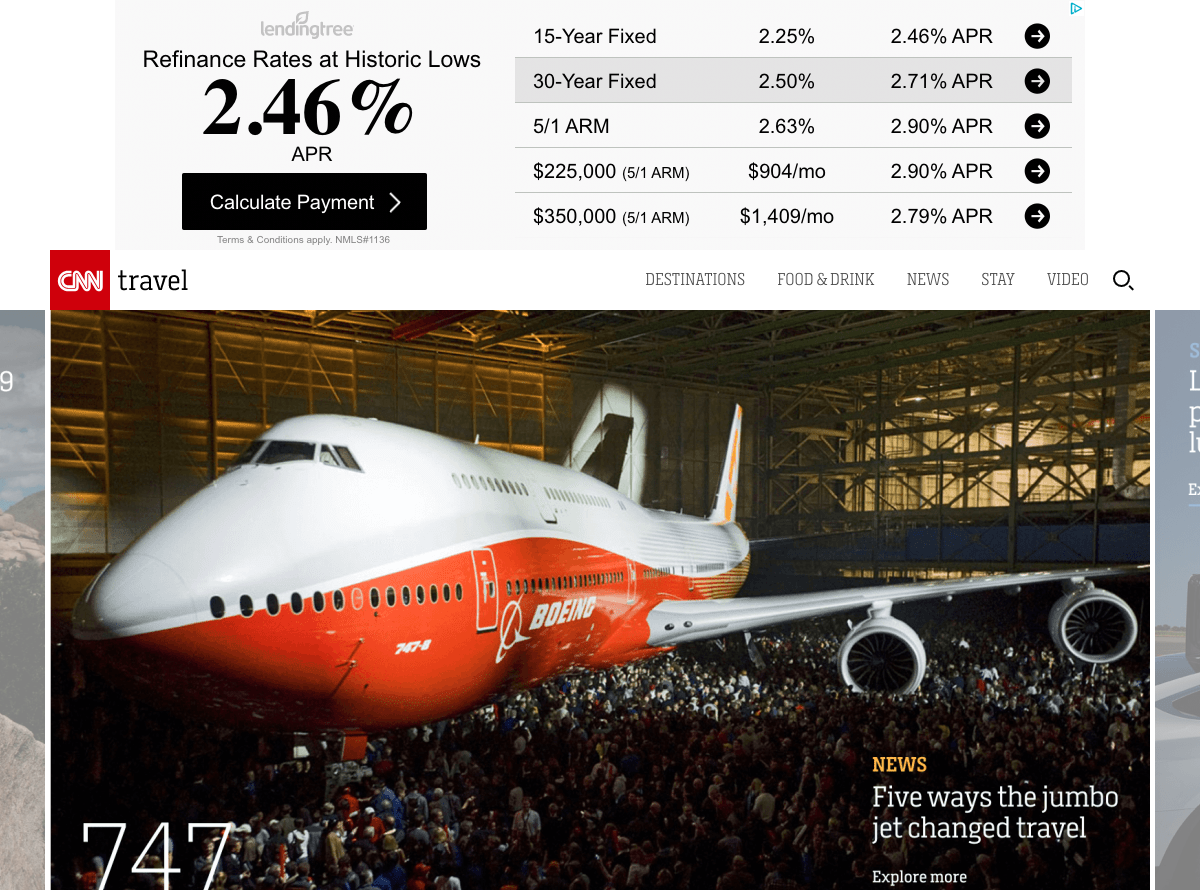 lendingtree
Refinance Rates at Historic Lows
2.46%
APR
Calculate Payment
Terms & Conditions apply. NMLS#1136
15-Year Fixed 2.25% 2.46% APR
30-Year Fixed 2.50% 2.71% APR
5/1 ARM 2.63% 2.90% APR
$225,000 (5/1 ARM) $904/mo 2.90% APR
$350,000 (5/1 ARM) $1,409/mo 2.79% APR
CNN travel
DESTINATIONS FOOD & DRINK NEWS STAY VIDEO
9
BOEING
747-8
747
NEWS
Five ways the jumbo
jet changed travel
Explore more